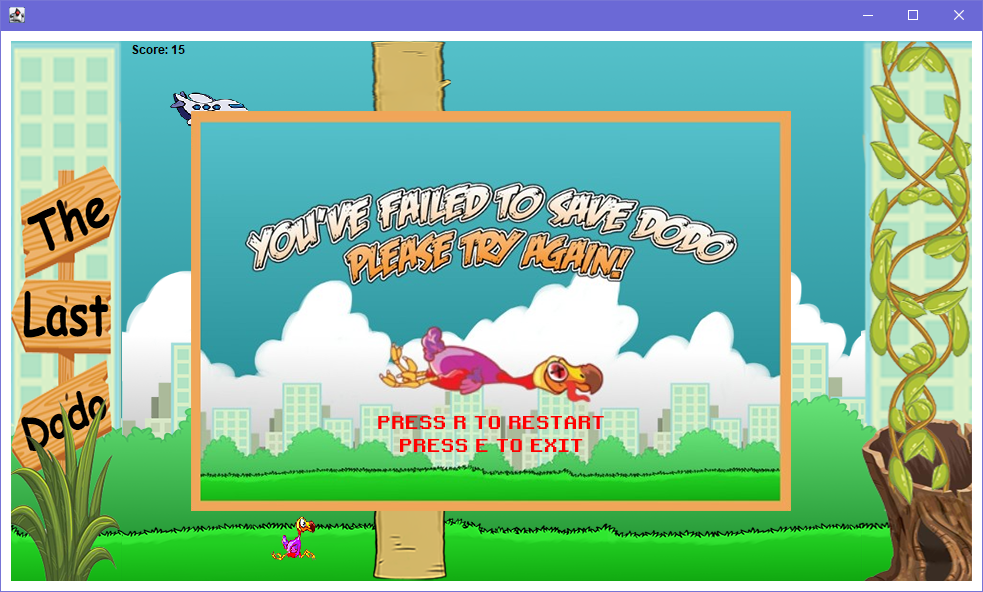 Score: 15
The
Last
Dodo
YOU'VE FAILED TO SAVE DODO
PLEASE TRY AGAIN!
PRESS R TO RESTART
PRESS E TO EXIT